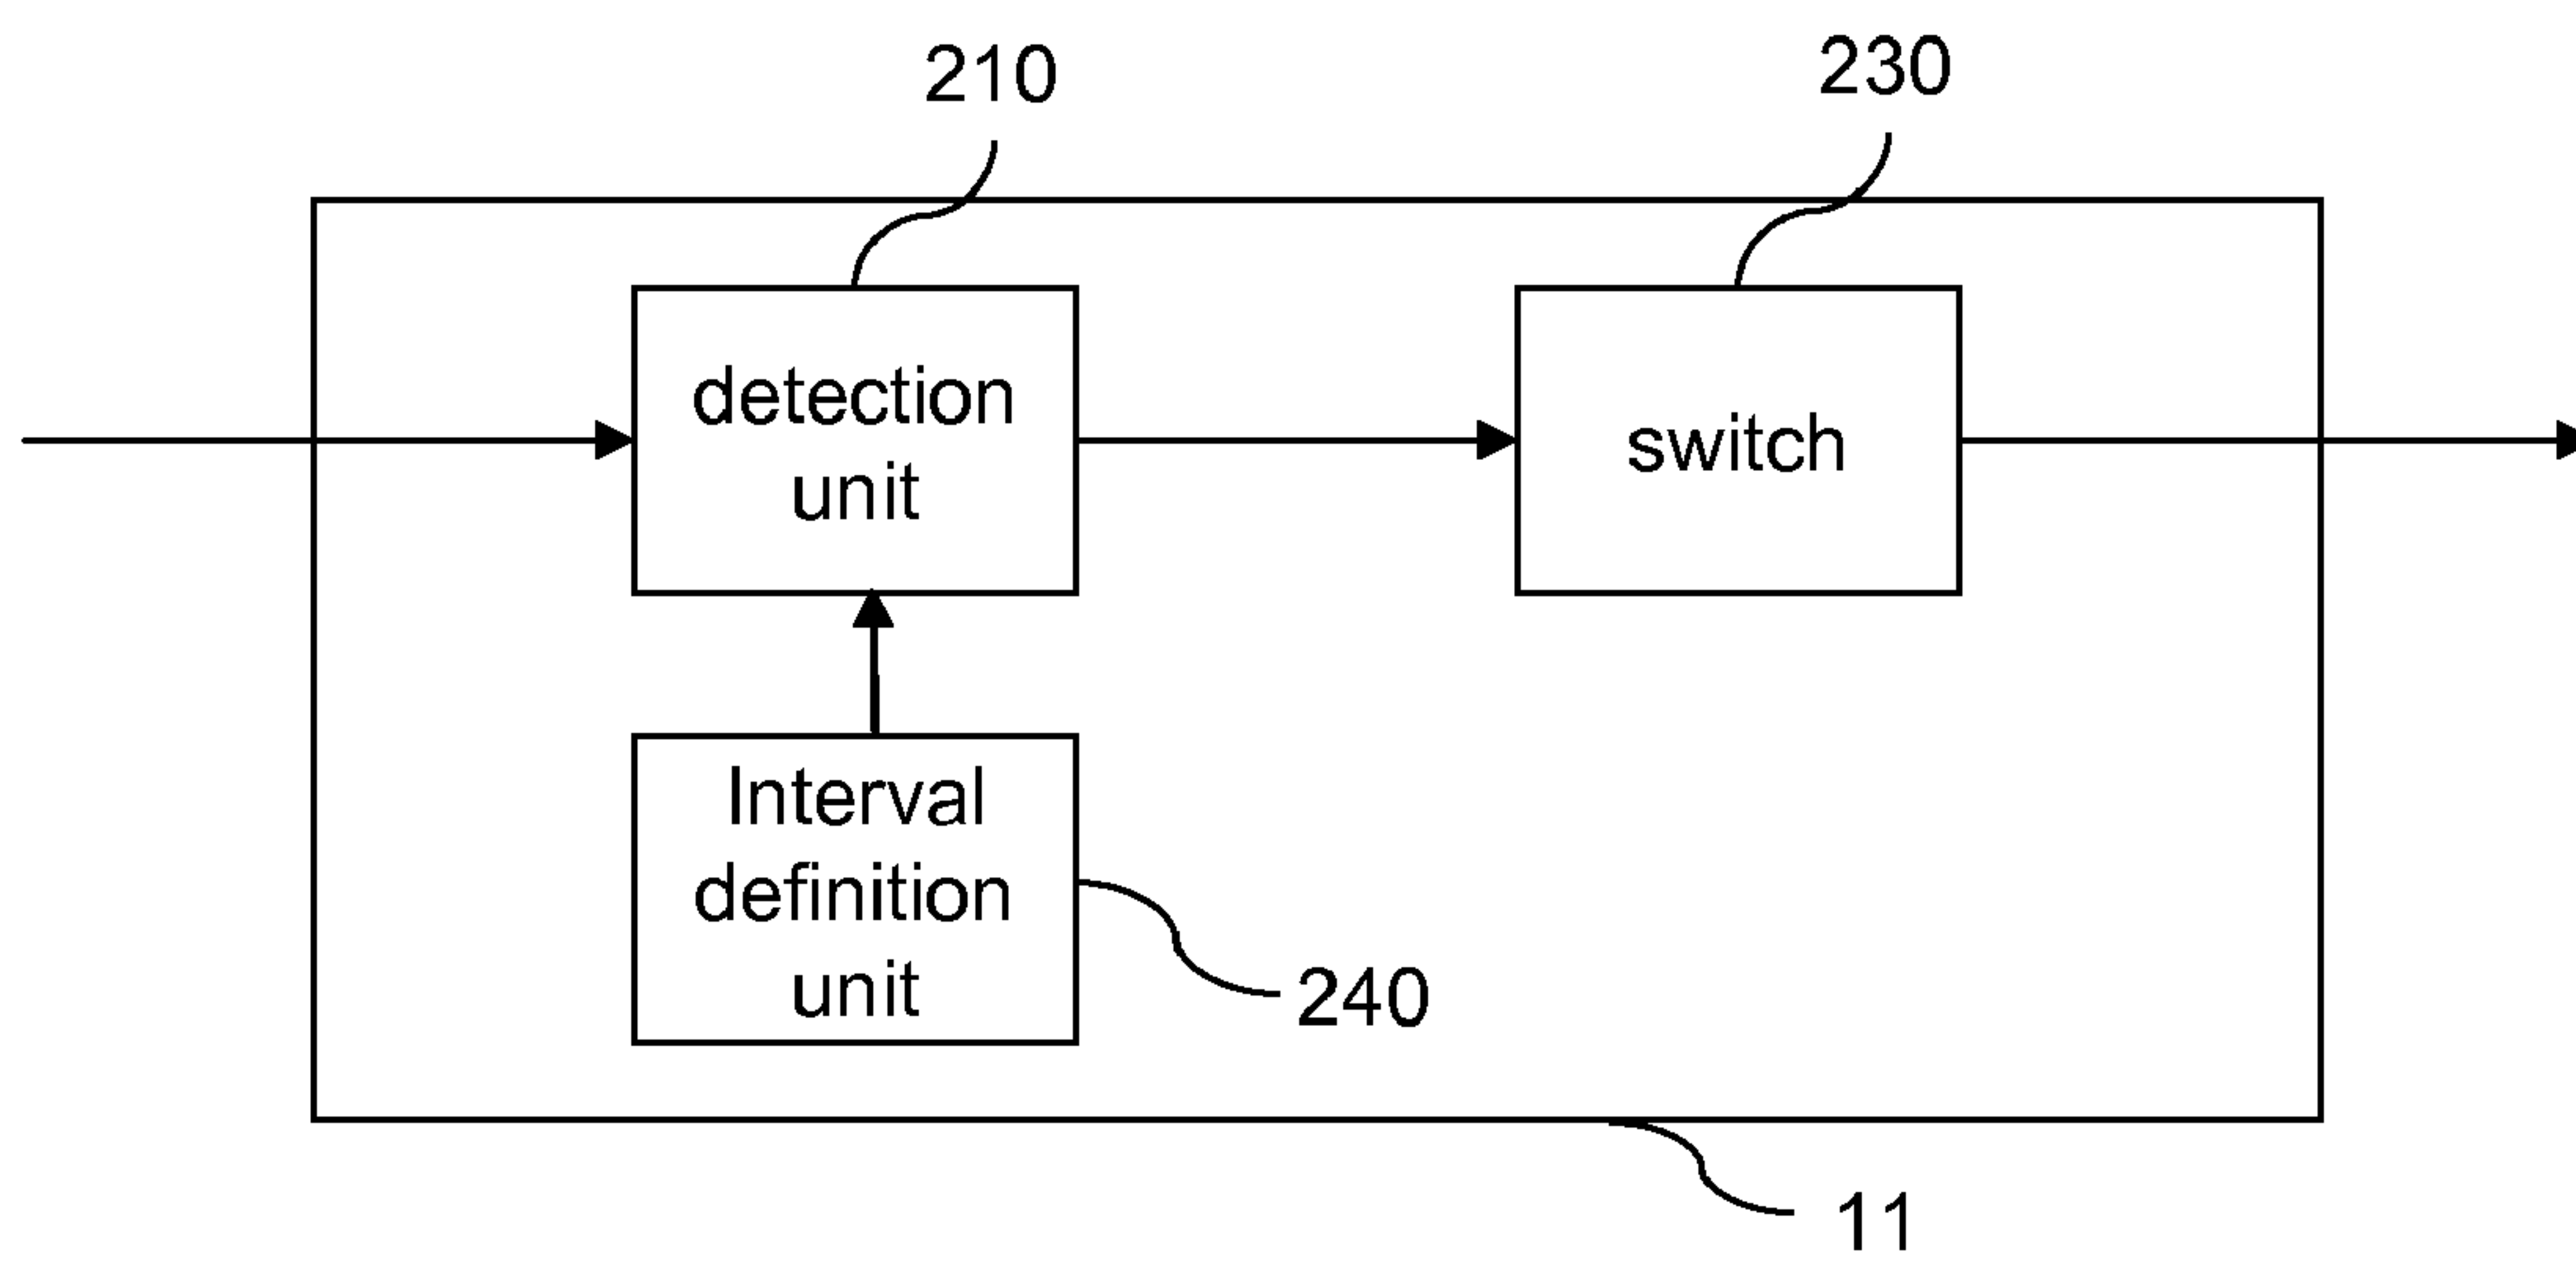 210
230
detection
unit
switch
Interval
definition
unit
240
11